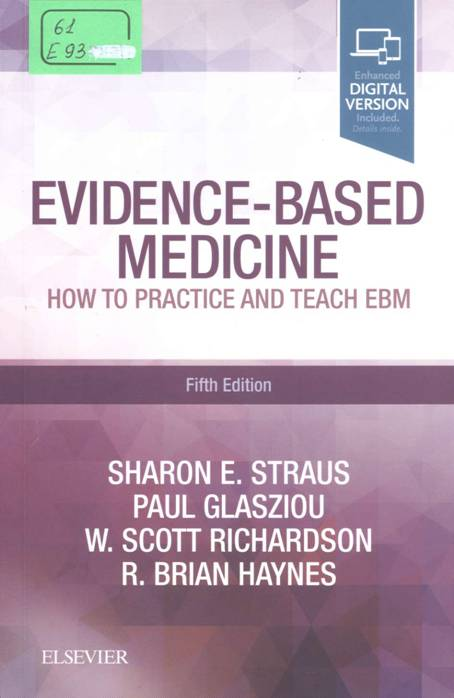 61
E 93
Enhanced
DIGITAL
VERSION
Included.
Details inside.
EVIDENCE-BASED
MEDICINE
HOW TO PRACTICE AND TEACH EBM
Fifth Edition
SHARON E. STRAUS
PAUL GLASZIOU
W. SCOTT RICHARDSON
R. BRIAN HAYNES
ELSEVIER